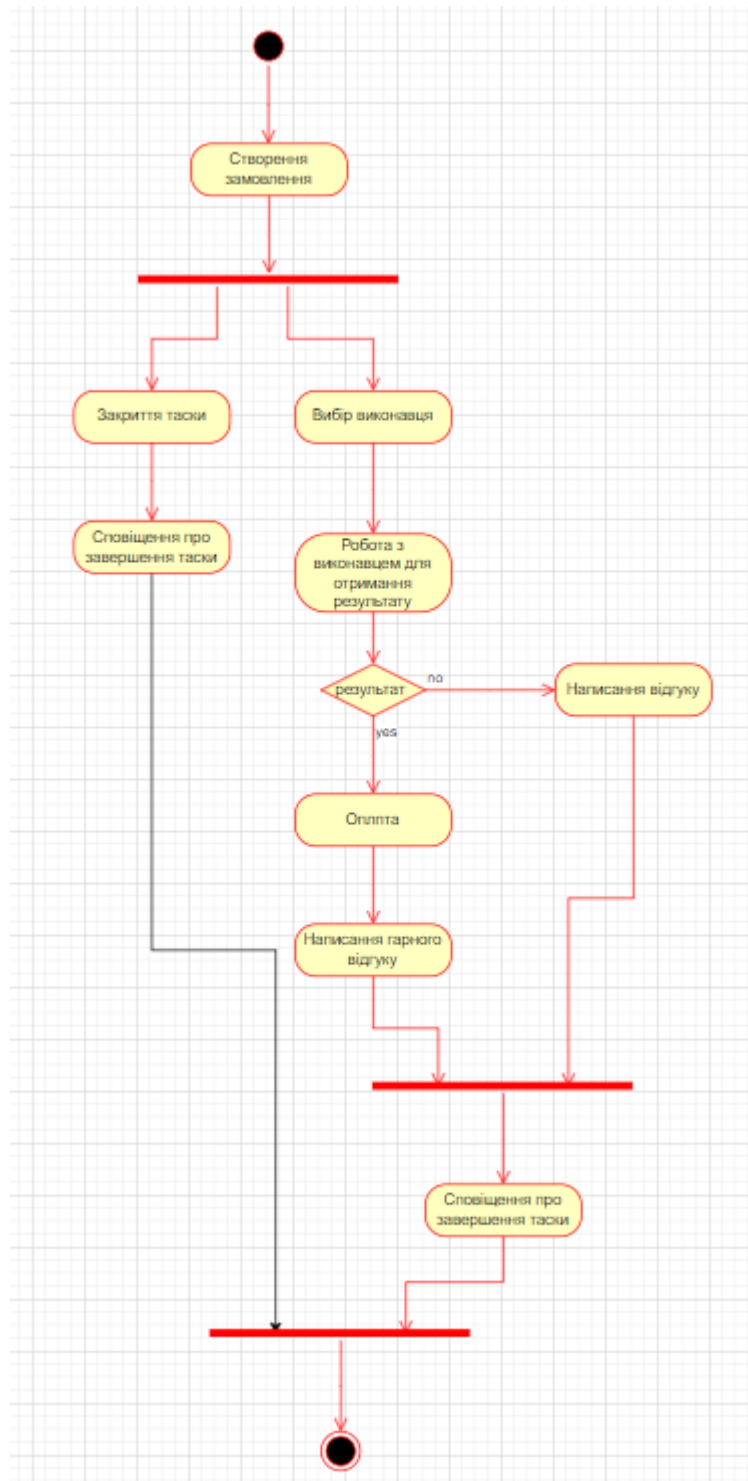 Створення
замовлення
Закриття таски
Вибір виконавця
Сповіщення про
завершення таски
Робота з
виконавцем для
отримання
результату
результат
no
Написання відгуку
yes
Оплпта
Написання гарного
відгуку
Сповіщення про
завершення таски